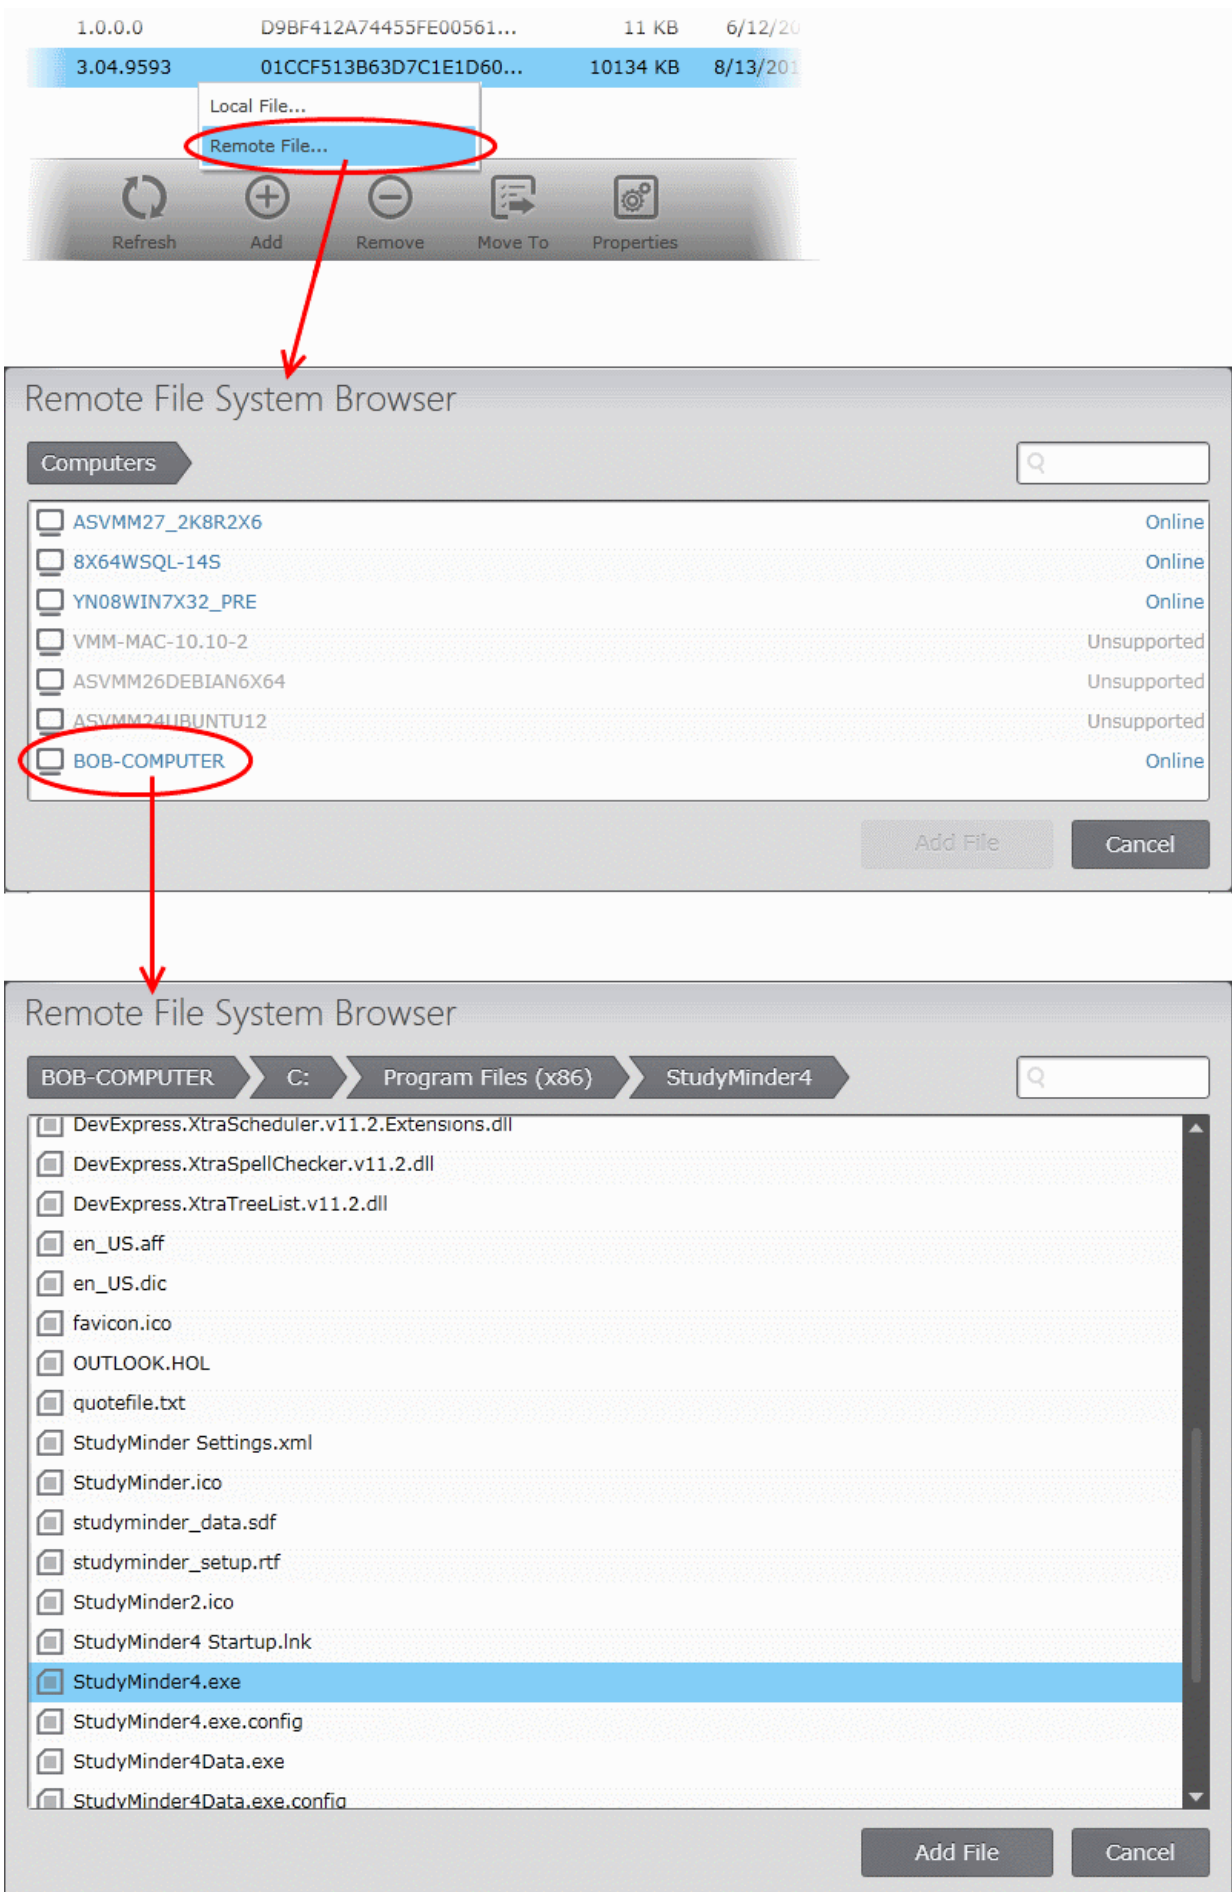 1.0.0.0 D9BF412A74455FE00561... 11 KB 6/12/20
3.04.9593 01CCF513B63D7C1E1D60... 10134 KB 8/13/201
Local File...
Remote File...
Refresh Add Remove Move To Properties
Remote File System Browser
Computers
ASVMM27_2K8R2X6 Online
8X64WSQL-14S Online
YN08WIN7X32_PRE Online
VMM-MAC-10.10-2 Unsupported
ASVMM26DEBIAN6X64 Unsupported
ASVMM24UBUNTU12 Unsupported
BOB-COMPUTER Online
Add File Cancel
Remote File System Browser
BOB-COMPUTER C: Program Files (x86) StudyMinder4
DevExpress.XtraScheduler.v11.2.Extensions.dll
DevExpress.XtraSpellChecker.v11.2.dll
DevExpress.XtraTreeList.v11.2.dll
en_US.aff
en_US.dic
favicon.ico
OUTLOOK.HOL
quotefile.txt
StudyMinder Settings.xml
StudyMinder.ico
studyminder_data.sdf
studyminder_setup.rtf
StudyMinder2.ico
StudyMinder4 Startup.lnk
StudyMinder4.exe
StudyMinder4.exe.config
StudyMinder4Data.exe
StudyMinder4Data.exe.config
Add File Cancel